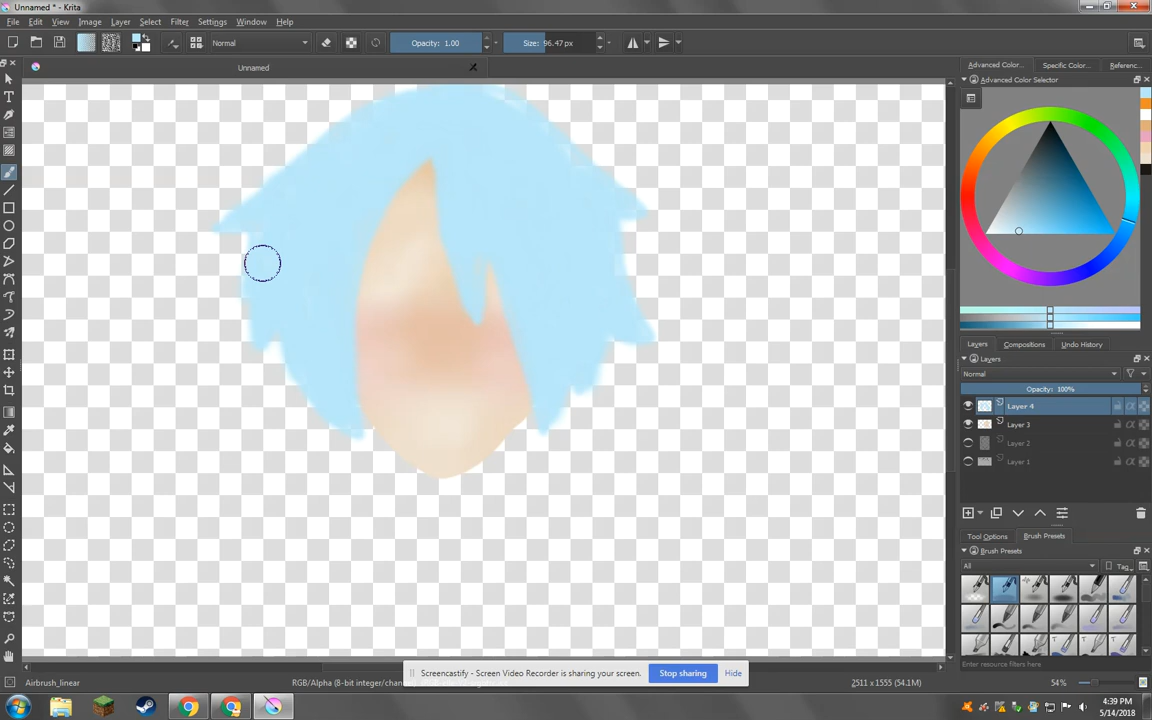 Unnamed * - Krita
File Edit View Image Layer Select Filter Settings Window Help
Normal Opacity: 1.00 Size: 96.47 px
Unnamed
Advanced Color... Specific Color... Referenc...
Advanced Color Selector
Layers Compositions Undo History
Layers
Normal
Opacity: 100%
Layer 4
Layer 3
Layer 2
Layer 1
Tool Options Brush Presets
Brush Presets
All Tag
Enter resource filters here
Screencastify - Screen Video Recorder is sharing your screen. Stop sharing Hide
Airbrush_linear RGB/Alpha (8-bit integer/chan 2511 x 1555 (54.1M) 54%
4:39 PM
5/14/2018